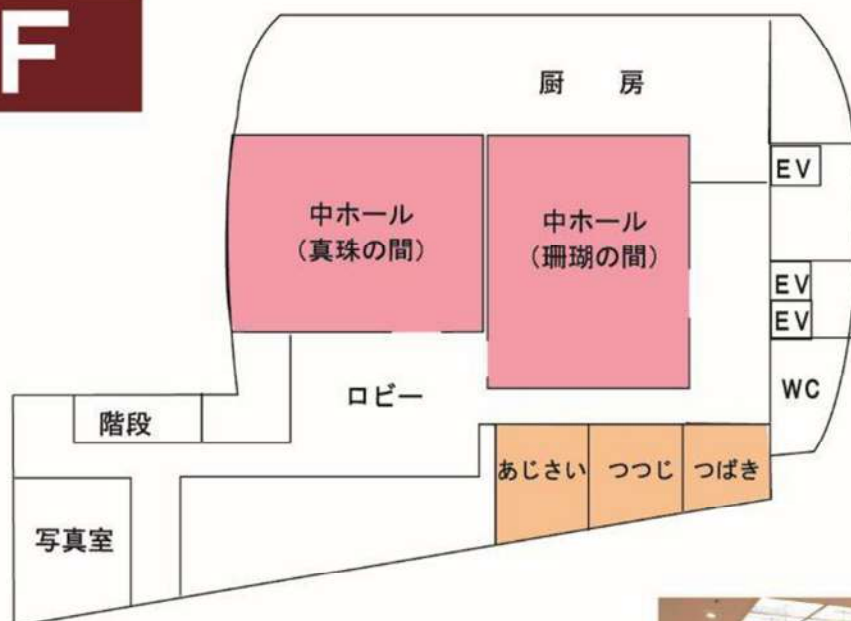 F
厨 房
中ホール
(真珠の間)
中ホール
(珊瑚の間)
EV
EV
EV
ロビー
WC
階段
あじさい
つつじ
つばき
写真室